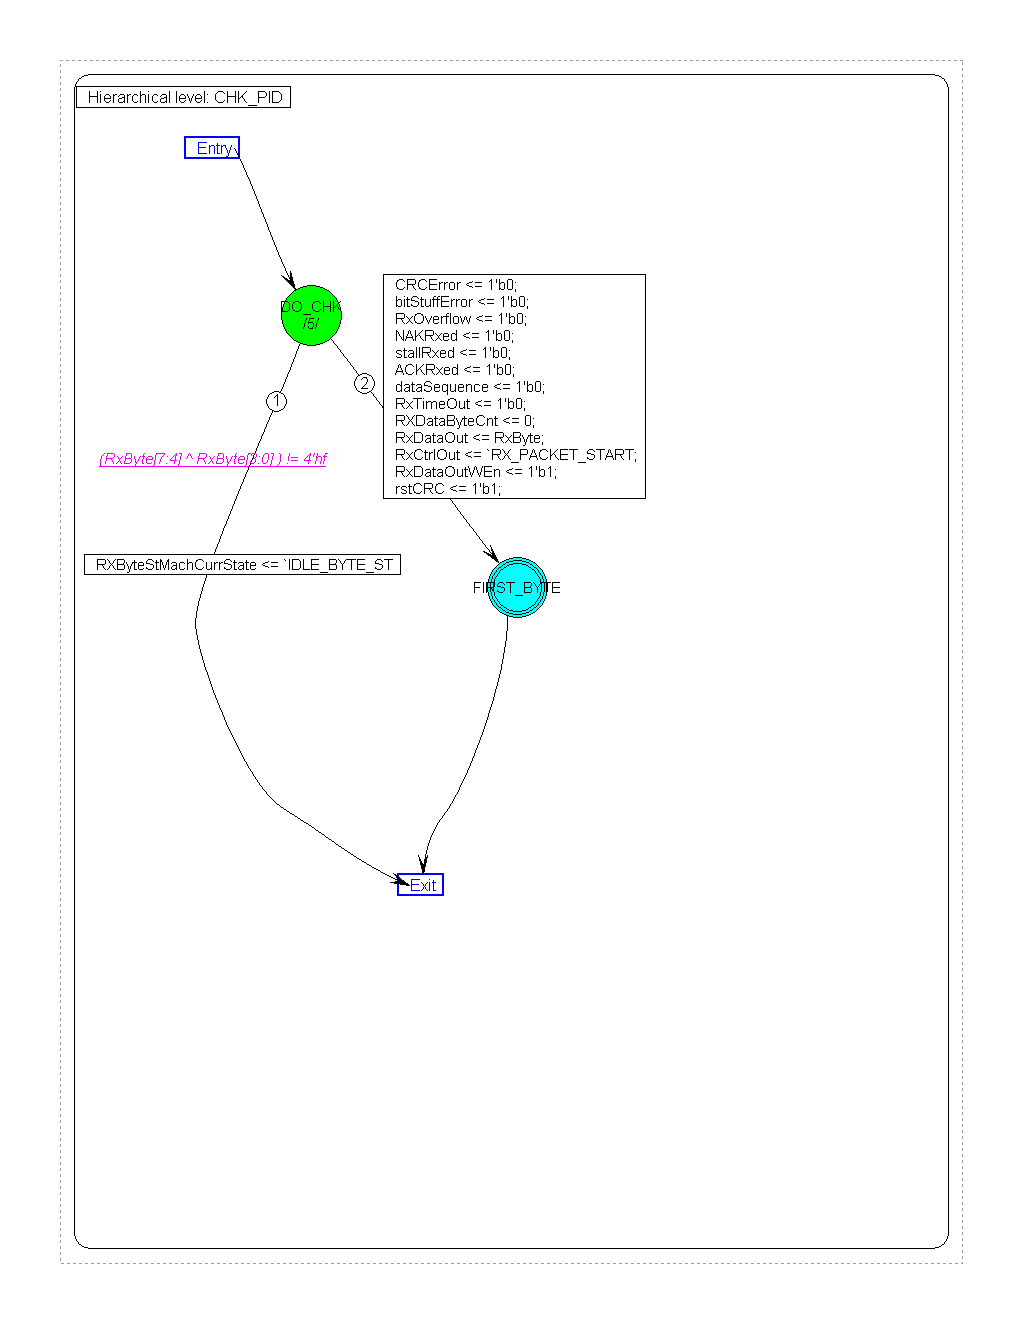 Hierarchical level: CHK_PID
Entry
DO_CHK
/5/
CRCError <= 1'b0;
bitStuffError <= 1'b0;
RxOverflow <= 1'b0;
NAKRxed <= 1'b0;
stallRxed <= 1'b0;
ACKRxed <= 1'b0;
dataSequence <= 1'b0;
RxTimeOut <= 1'b0;
RXDataByteCnt <= 0;
RxDataOut <= RxByte;
RxCtrlOut <= `RX_PACKET_START;
RxDataOutWEn <= 1'b1;
rstCRC <= 1'b1;
2
1
(RxByte[7:4] ^ RxByte[3:0] ) != 4'hf
RXByteStMachCurrState <= `IDLE_BYTE_ST
FIRST_BYTE
Exit